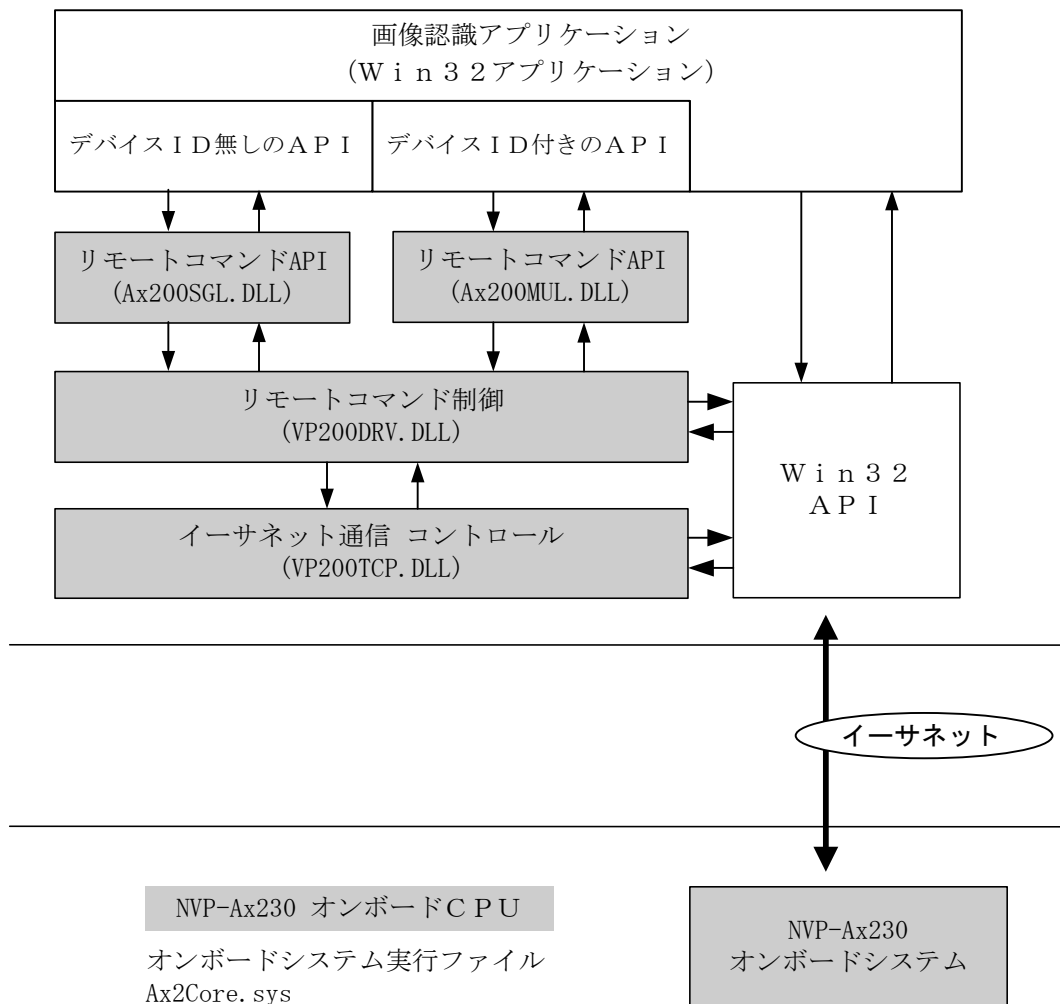 画像認識アプリケーション
(Ｗｉｎ３２アプリケーション)
デバイスＩＤ無しのＡＰＩ
デバイスＩＤ付きのＡＰＩ
リモートコマンドAPI
(Ax200SGL.DLL)
リモートコマンドAPI
(Ax200MUL.DLL)
リモートコマンド制御
(VP200DRV.DLL)
Ｗｉｎ３２
ＡＰＩ
イーサネット通信 コントロール
(VP200TCP.DLL)
イーサネット
NVP-Ax230 オンボードＣＰＵ
オンボードシステム実行ファイル
Ax2Core.sys
NVP-Ax230
オンボードシステム